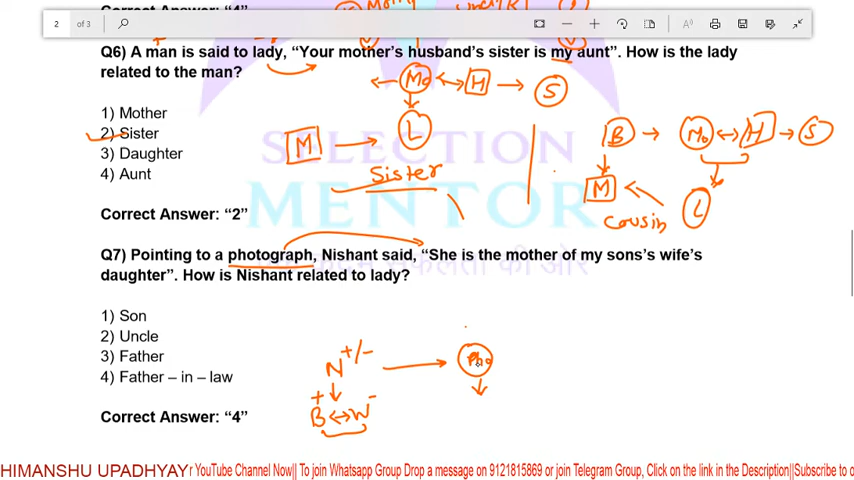 Correct Answer: "4"
2 of 3
Q6) A man is said to lady, "Your mother's husband's sister is my aunt". How is the lady
related to the man?
Mo H S
B Mo H S
1) Mother
2) Sister
3) Daughter
4) Aunt
M L
M L
Sister
cousin
SELECTION
MENTOR
Correct Answer: "2"
Q7) Pointing to a photograph, Nishant said, "She is the mother of my sons's wife's
daughter". How is Nishant related to lady?
1) Son
2) Uncle
3) Father
4) Father – in – law
N +/-
+ B W -
Correct Answer: "4"
HIMANSHU UPADHYAY r YouTube Channel Now|| To join Whatsapp Group Drop a message on 9121815869 or join Telegram Group, Click on the link in the Description||Subscribe to o